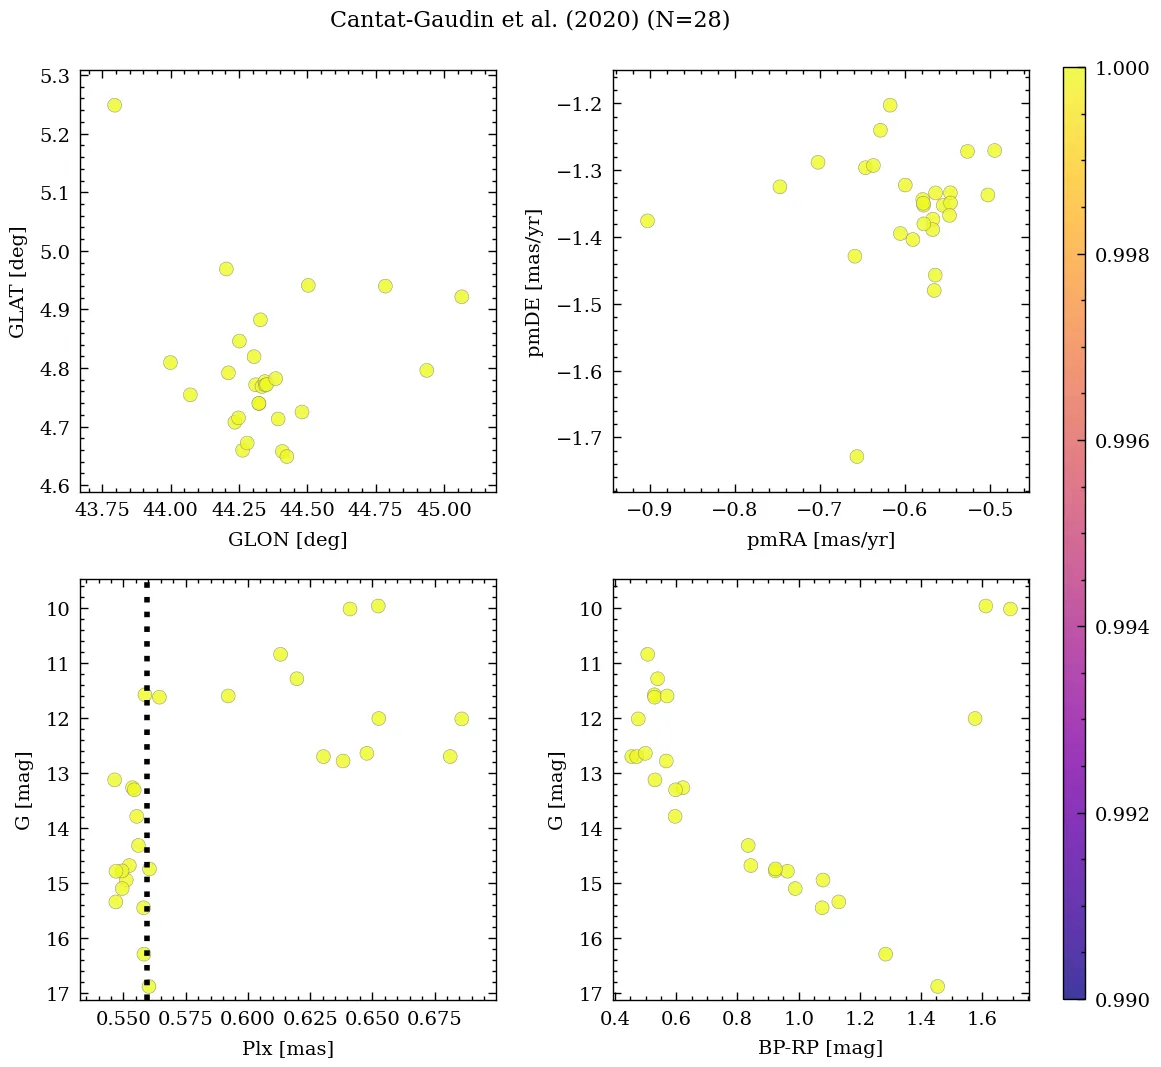 Cantat-Gaudin et al. (2020) (N=28)
5.3
5.2
5.1
5.0
4.9
4.8
4.7
4.6
GLAT [deg]
43.75 44.00 44.25 44.50 44.75 45.00
GLON [deg]
−1.2
−1.3
−1.4
−1.5
−1.6
−1.7
pmDE [mas/yr]
−0.9 −0.8 −0.7 −0.6 −0.5
pmRA [mas/yr]
10
11
12
13
14
15
16
17
G [mag]
0.550 0.575 0.600 0.625 0.650 0.675
Plx [mas]
10
11
12
13
14
15
16
17
G [mag]
0.4 0.6 0.8 1.0 1.2 1.4 1.6
BP-RP [mag]
1.000
0.998
0.996
0.994
0.992
0.990